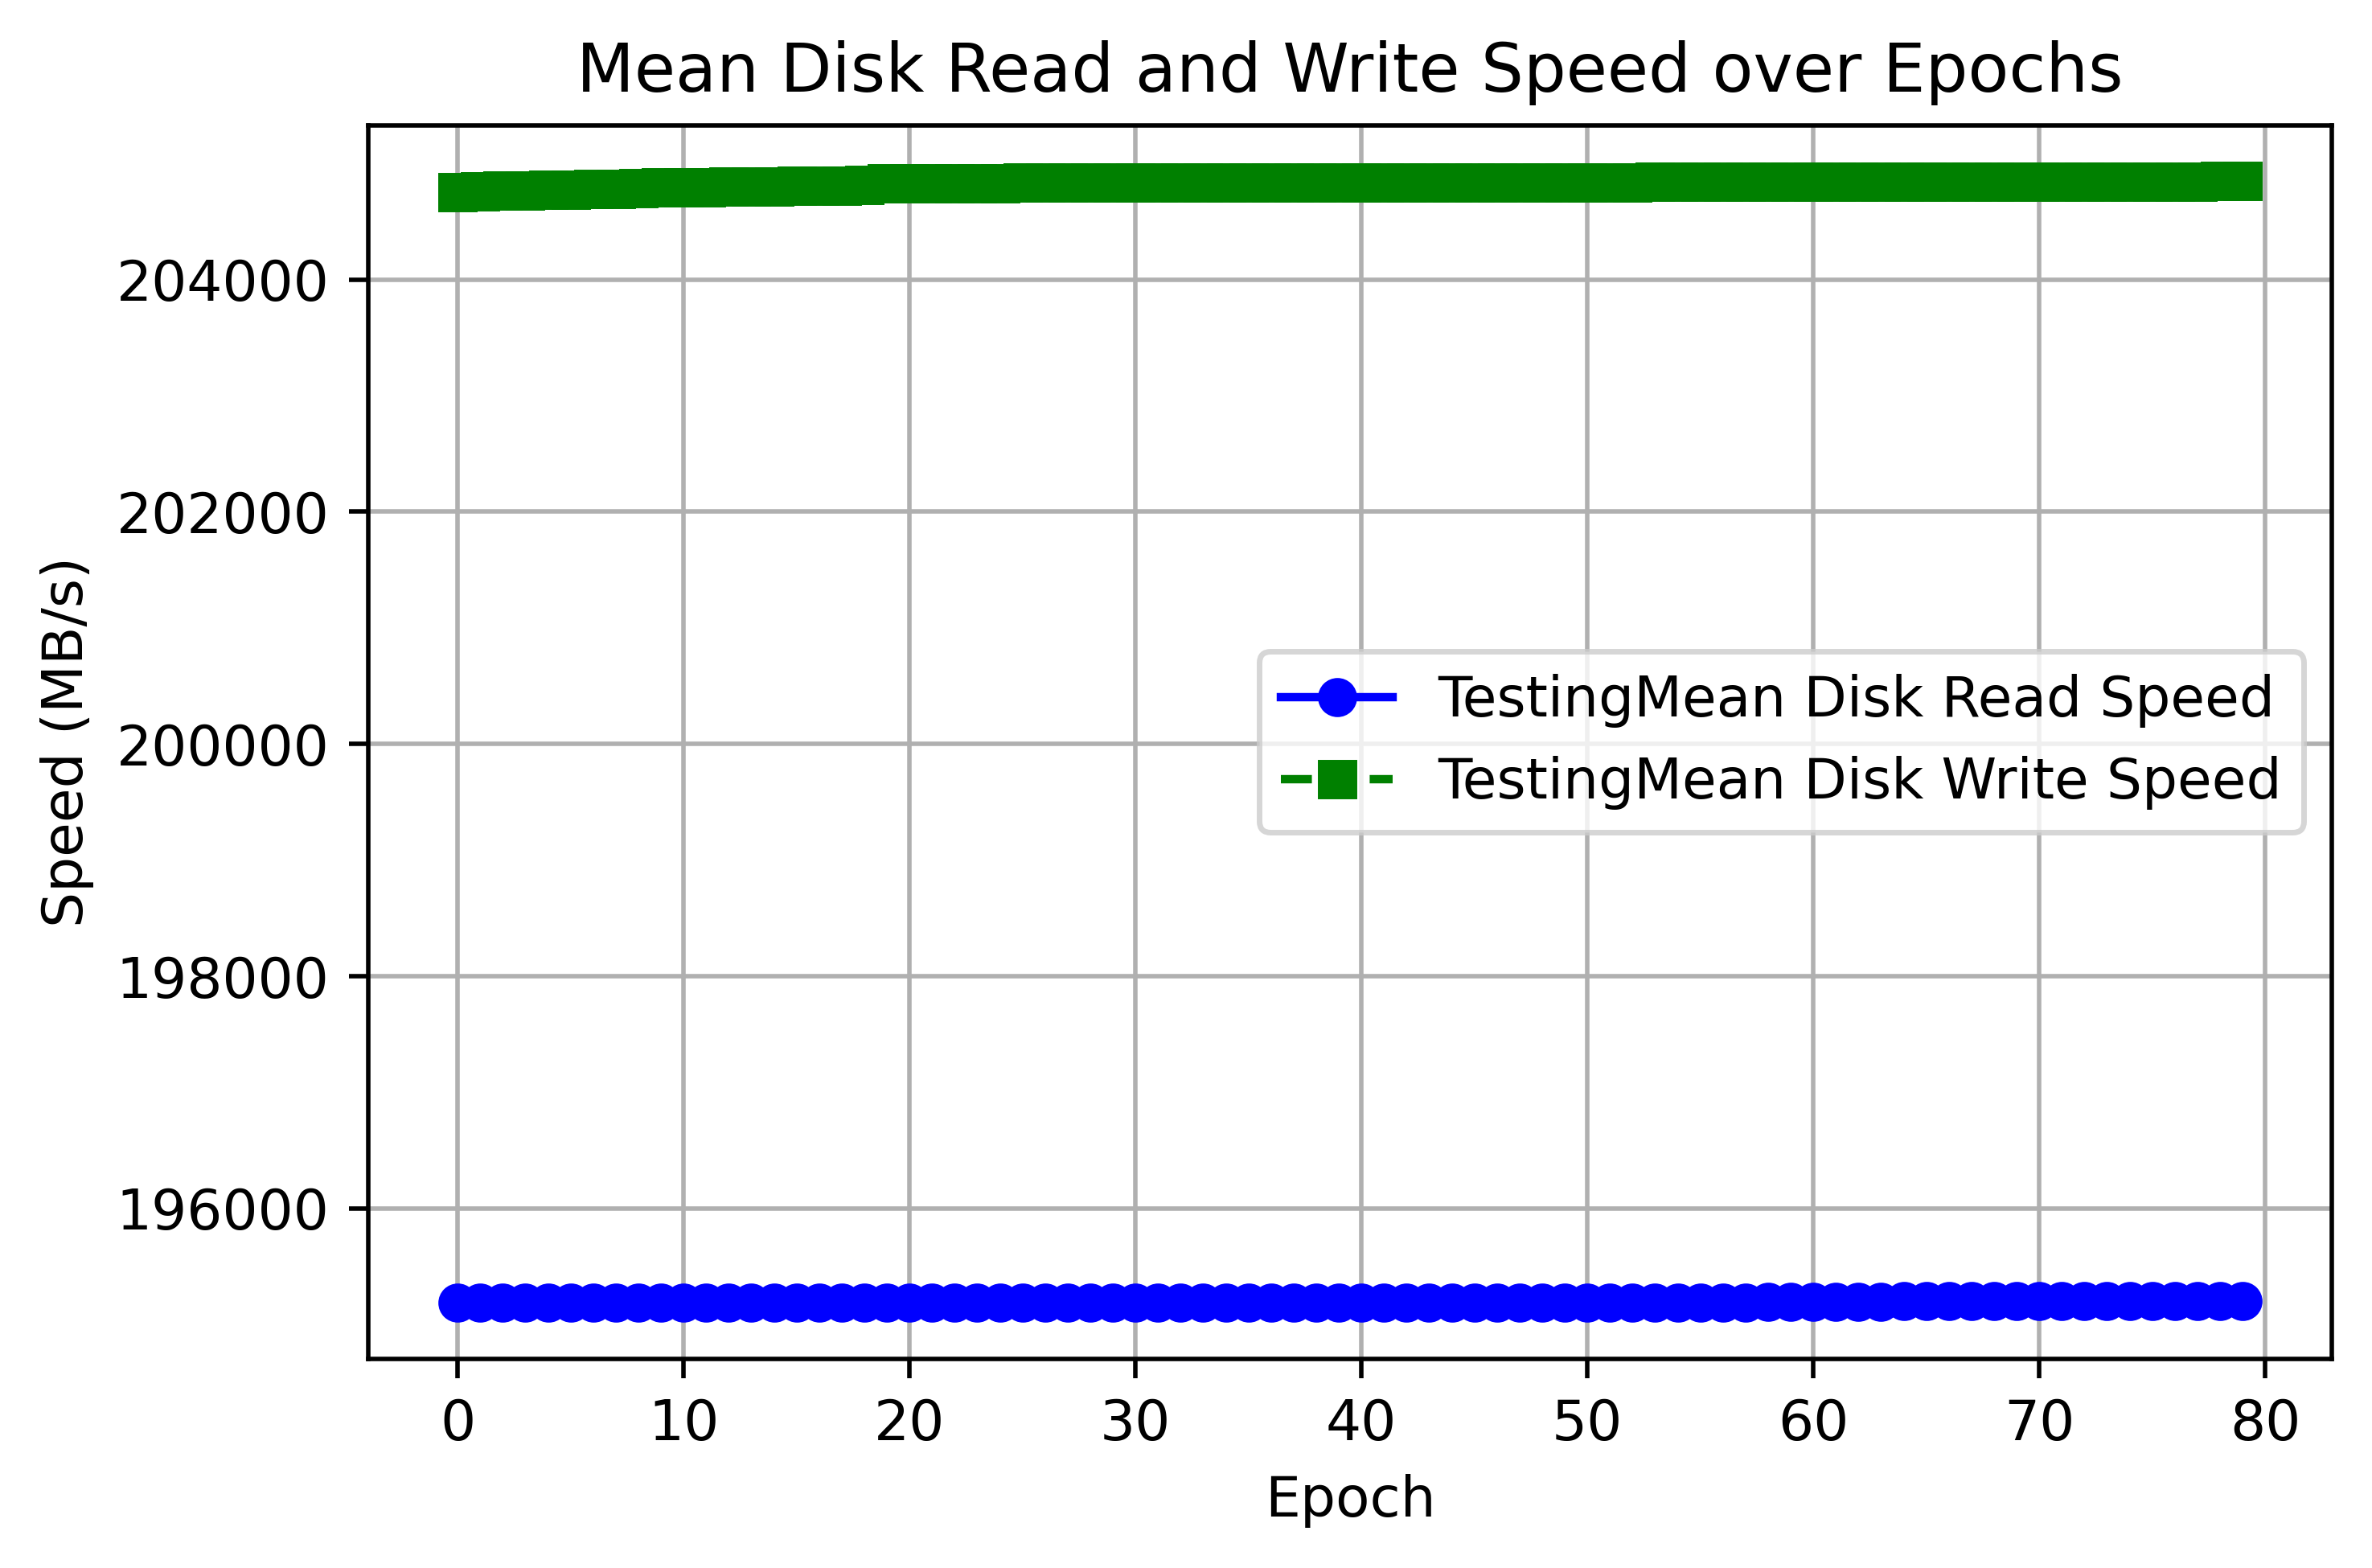 Mean Disk Read and Write Speed over Epochs
204000
202000
200000
198000
196000
Speed (MB/s)
TestingMean Disk Read Speed
TestingMean Disk Write Speed
0 10 20 30 40 50 60 70 80
Epoch